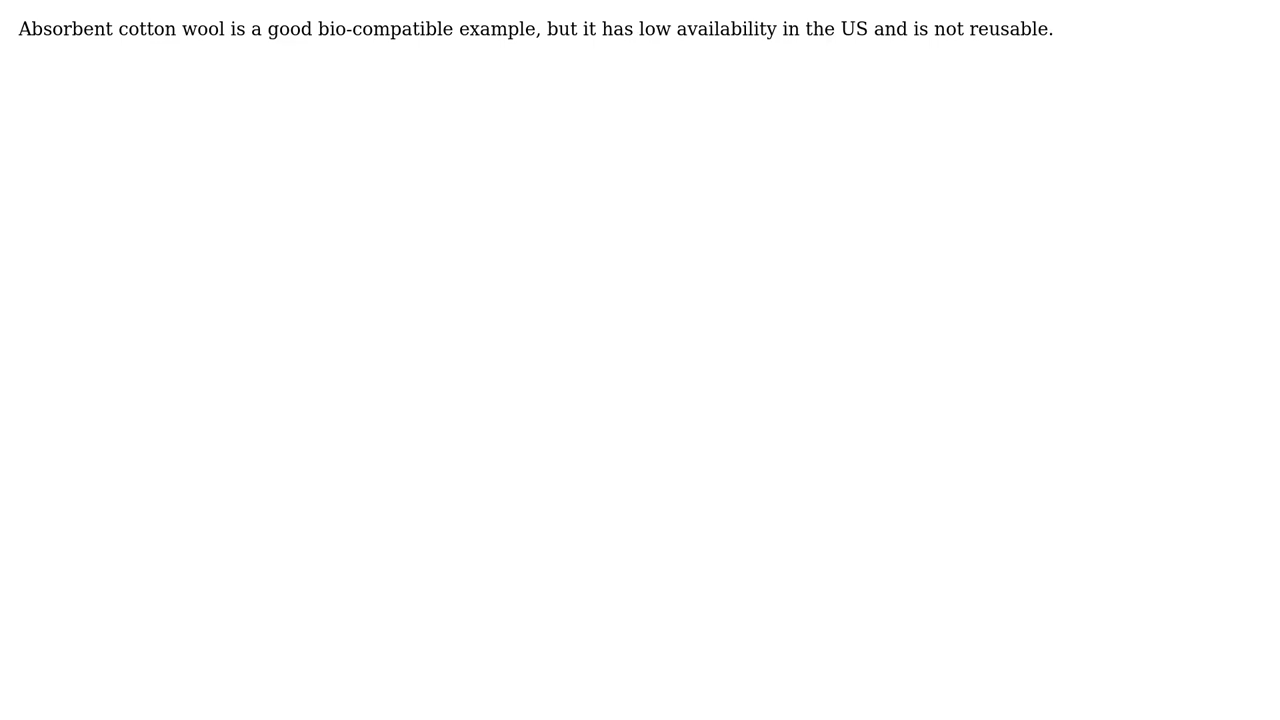 Absorbent cotton wool is a good bio-compatible example, but it has low availability in the US and is not reusable.